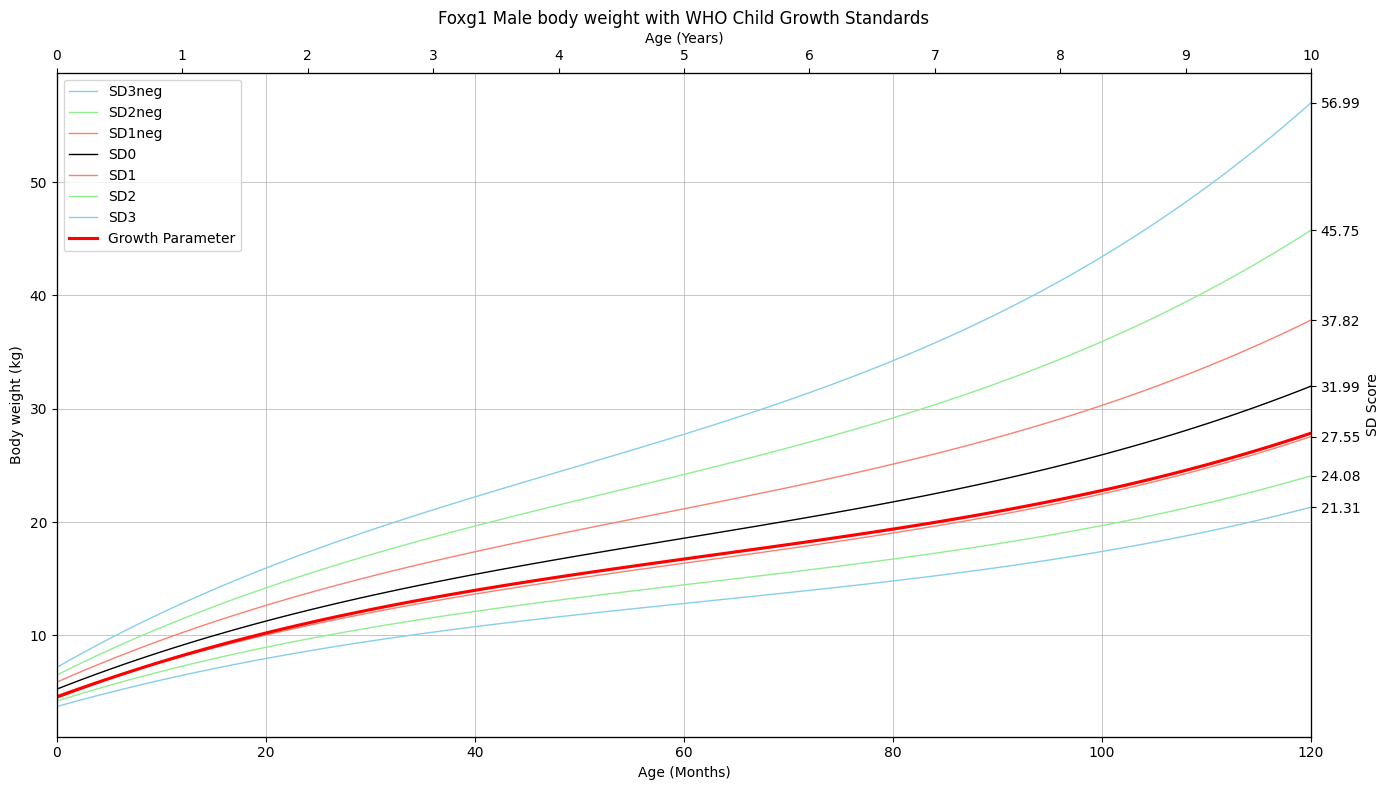 Foxg1 Male body weight with WHO Child Growth Standards
Age (Years)
0 1 2 3 4 5 6 7 8 9 10
SD3neg
SD2neg
SD1neg
SD0
SD1
SD2
SD3
Growth Parameter
Body weight (kg)
50
40
30
20
10
56.99
45.75
37.82
31.99
27.55
24.08
21.31
SD Score
0 20 40 60 80 100 120
Age (Months)